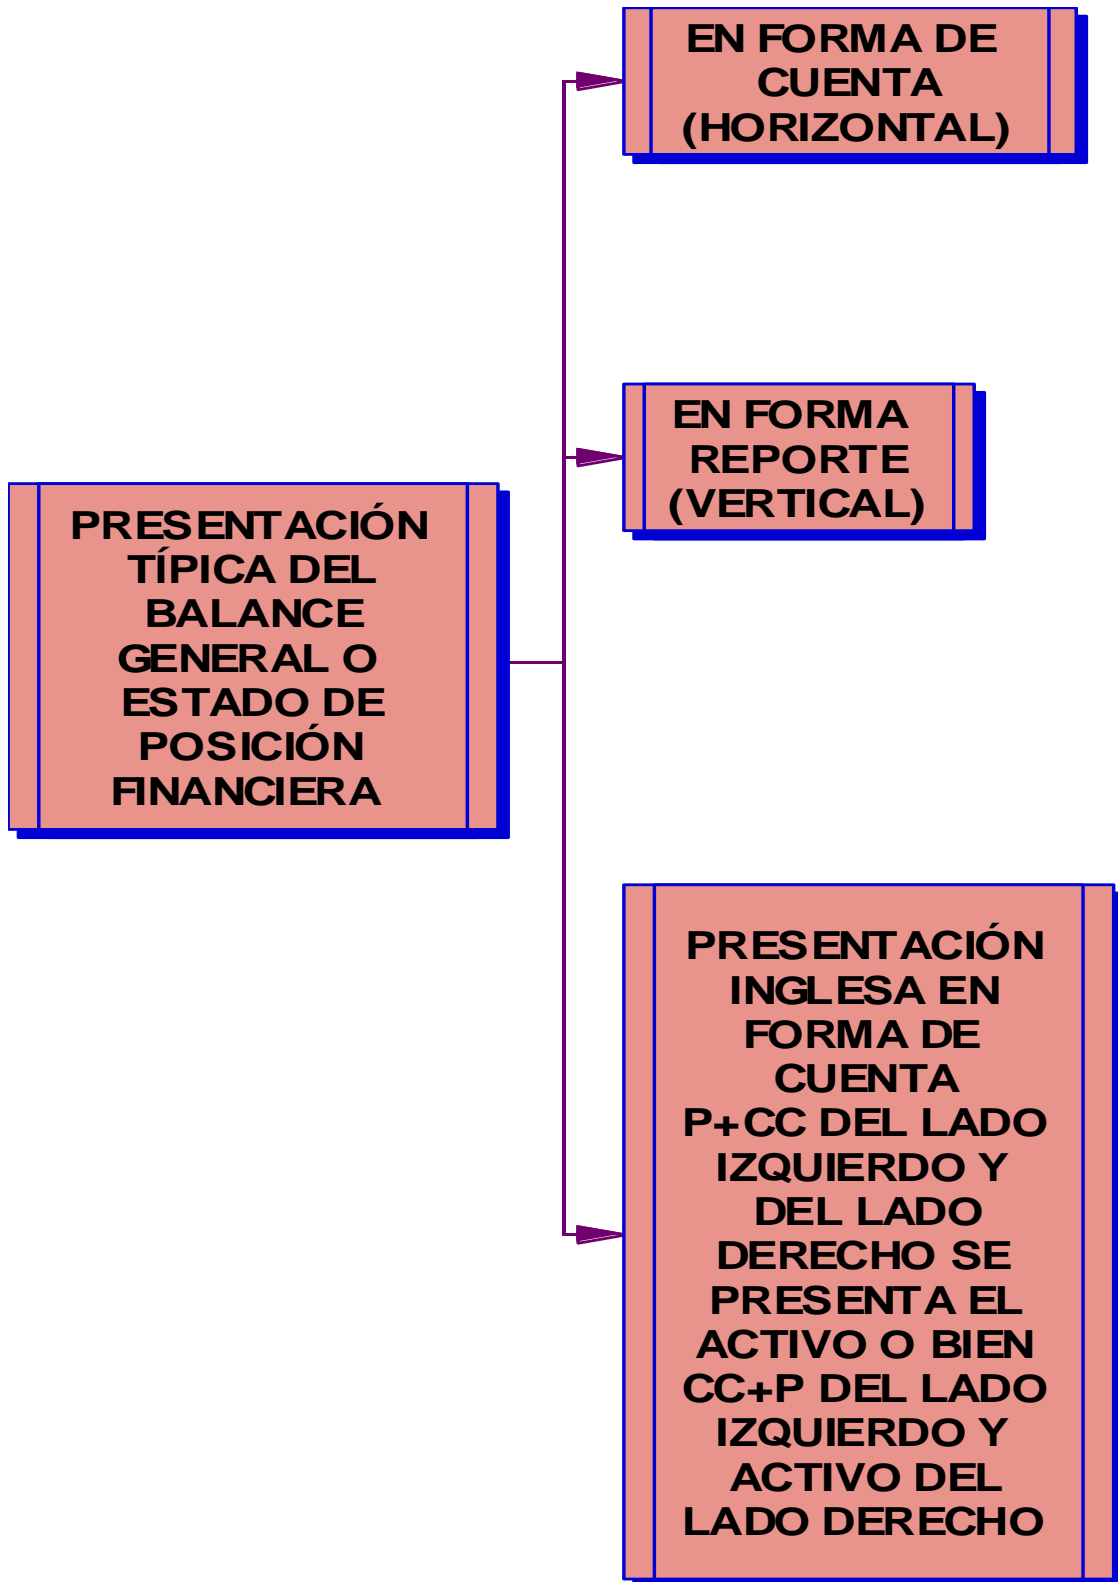 EN FORMA DE
CUENTA
(HORIZONTAL)
EN FORMA
REPORTE
(VERTICAL)
PRESENTACIÓN
TÍPICA DEL
BALANCE
GENERAL O
ESTADO DE
POSICIÓN
FINANCIERA
PRESENTACIÓN
INGLESA EN
FORMA DE
CUENTA
P+CC DEL LADO
IZQUIERDO Y
DEL LADO
DERECHO SE
PRESENTA EL
ACTIVO O BIEN
CC+P DEL LADO
IZQUIERDO Y
ACTIVO DEL
LADO DERECHO